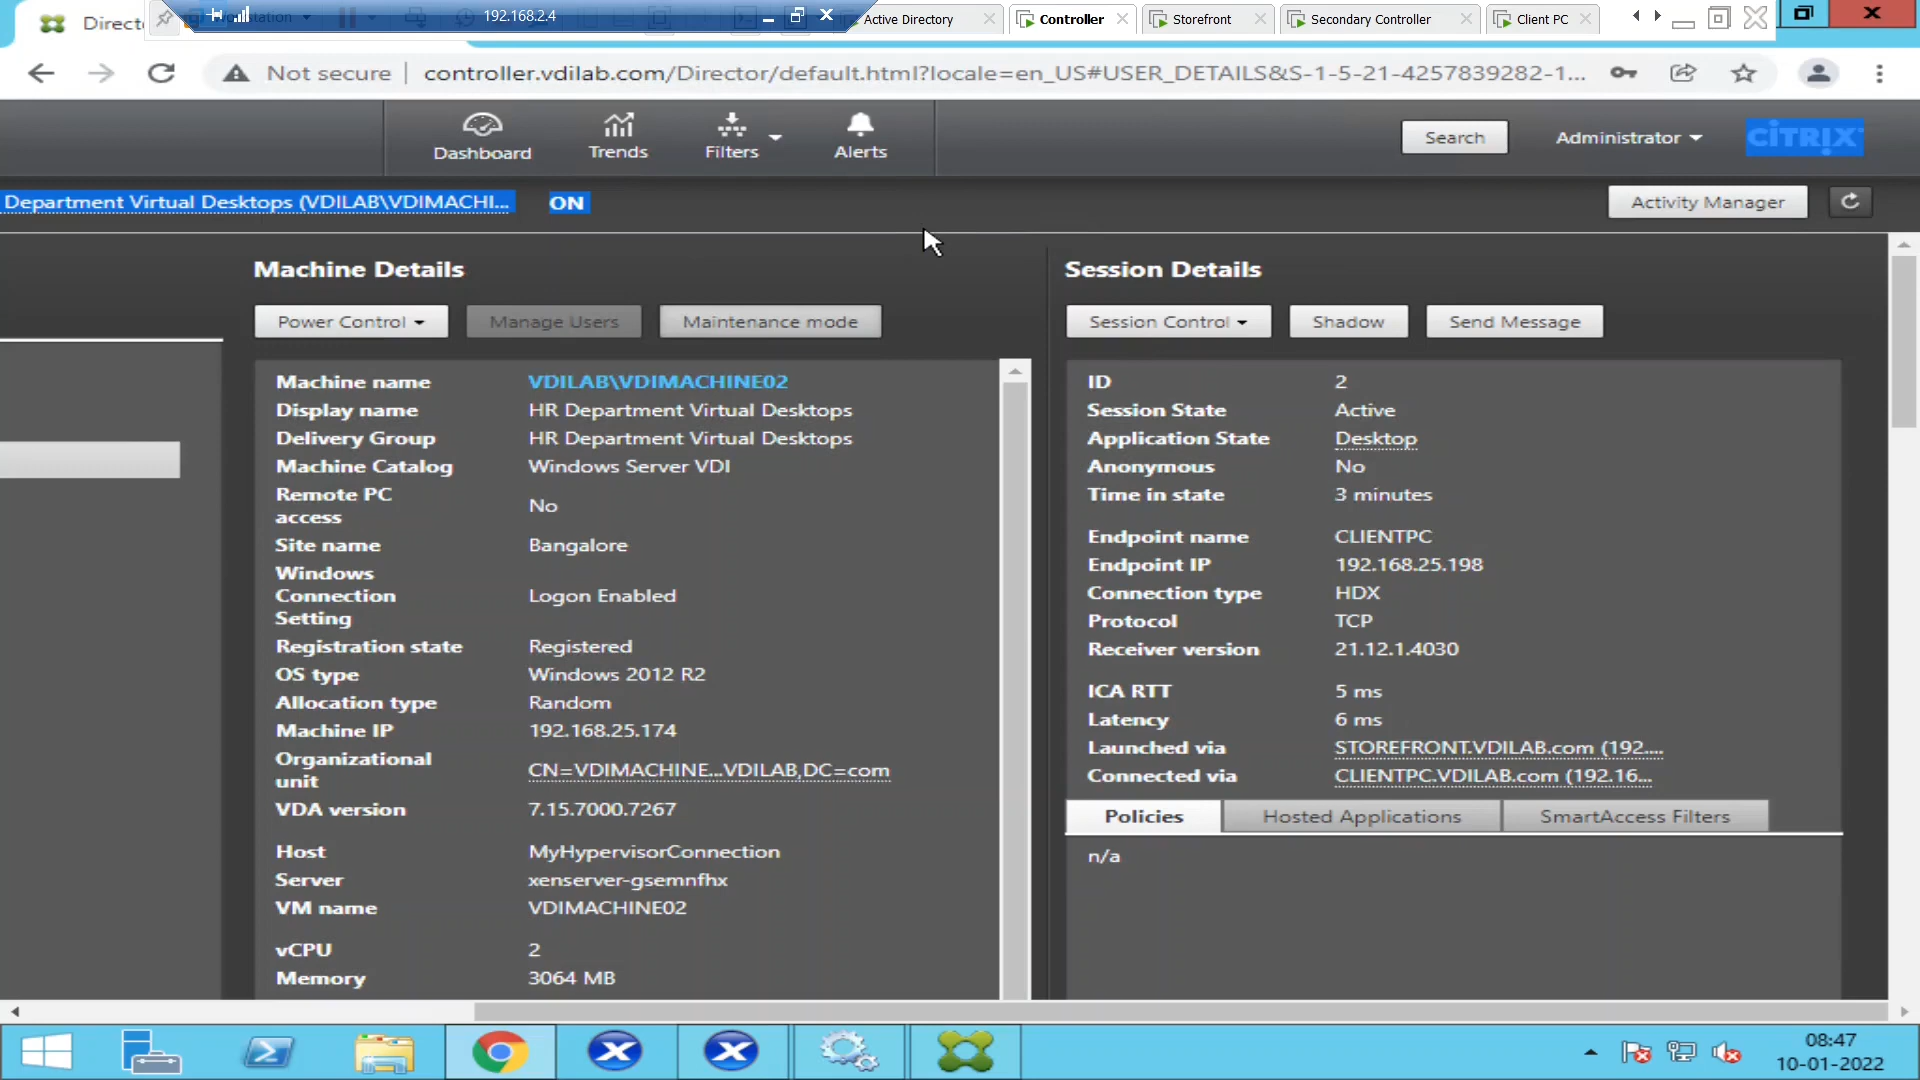 192.168.2.4
Active Directory
Controller
Storefront
Secondary Controller
Client PC
Not secure
controller.vdilab.com/Director/default.html?locale=en_US#USER_DETAILS&S-1-5-21-4257839282-1...
Dashboard
Trends
Filters
Alerts
Search
Administrator
CiTRIX
Department Virtual Desktops (VDILAB\VDIMACHI...
ON
Activity Manager
Machine Details
Power Control
Manage Users
Maintenance mode
Machine name VDILAB\VDIMACHINE02
Display name HR Department Virtual Desktops
Delivery Group HR Department Virtual Desktops
Machine Catalog Windows Server VDI
Remote PC
access
No
Site name Bangalore
Windows
Connection
Setting
Logon Enabled
Registration state Registered
OS type Windows 2012 R2
Allocation type Random
Machine IP 192.168.25.174
Organizational
unit
CN=VDIMACHINE...VDILAB,DC=com
VDA version 7.15.7000.7267
Host MyHypervisorConnection
Server xenserver-gsemnfhx
VM name VDIMACHINE02
vCPU 2
Memory 3064 MB
Session Details
Session Control
Shadow
Send Message
ID 2
Session State Active
Application State Desktop
Anonymous No
Time in state 3 minutes
Endpoint name CLIENTPC
Endpoint IP 192.168.25.198
Connection type HDX
Protocol TCP
Receiver version 21.12.1.4030
ICA RTT 5 ms
Latency 6 ms
Launched via STOREFRONT.VDILAB.com (192....
Connected via CLIENTPC.VDILAB.com (192.16...
Policies
Hosted Applications
SmartAccess Filters
n/a
08:47
10-01-2022